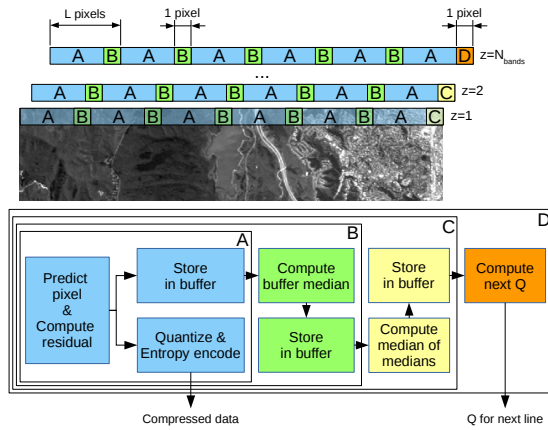 L pixels 1 pixel 1 pixel
A B A B A B A B A B A D z=Nbands
...
A B A B A B A B A B A C z=2
A B A B A B A B A B A C z=1
D
C
B
A
Predict
pixel
&
Compute
residual
Store
in buffer
Quantize &
Entropy encode
Compute
buffer median
Store
in buffer
Store
in buffer
Compute
median of
medians
Compute
next Q
Compressed data
Q for next line